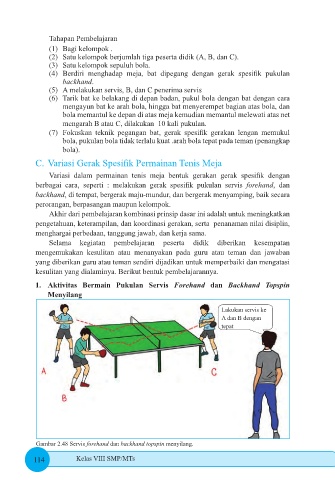 Tahapan Pembelajaran
(1) Bagi kelompok .
(2) Satu kelompok berjumlah tiga peserta didik (A, B, dan C).
(3) Satu kelompok sepuluh bola.
(4) Berdiri menghadap meja, bat dipegang dengan gerak spesifik pukulan
backhand.
(5) A melakukan servis, B, dan C penerima servis
(6) Tarik bat ke belakang di depan badan, pukul bola dengan bat dengan cara
mengayun bat ke arah bola, hingga bat menyerempet bagian atas bola, dan
bola memantul ke depan di atas meja kemudian memantul melewati atas net
mengarah B atau C, dilakukan 10 kali pukulan.
(7) Fokuskan teknik pegangan bat, gerak spesifik gerakan lengan memukul
bola, pukulan bola tidak terlalu kuat .arah bola tepat pada teman (penangkap
bola).
C. Variasi Gerak Spesifik Permainan Tenis Meja
Variasi dalam permainan tenis meja bentuk gerakan gerak spesifik dengan
berbagai cara, seperti : melakukan gerak spesifik pukulan servis forehand, dan
backhand, di tempat, bergerak maju-mundur, dan bergerak menyamping, baik secara
perorangan, berpasangan maupun kelompok.
Akhir dari pembelajaran kombinasi prinsip dasar ini adalah untuk meningkatkan
pengetahuan, keterampilan, dan koordinasi gerakan, serta penanaman nilai disiplin,
menghargai perbedaan, tanggung jawab, dan kerja sama.
Selama kegiatan pembelajaran peserta didik diberikan kesempatan
mengemukakan kesulitan atau menanyakan pada guru atau teman dan jawaban
yang diberikan guru atau teman sendiri dijadikan untuk memperbaiki dan mengatasi
kesulitan yang dialaminya. Berikut bentuk pembelajarannya.
1. Aktivitas Bermain Pukulan Servis Forehand dan Backhand Topspin
Menyilang
Lakukan servis ke
A dan B dengan
tepat
A
C
B
Gambar 2.48 Servis forehand dan backhand topspin menyilang.
114
Kelas VIII SMP/MTs